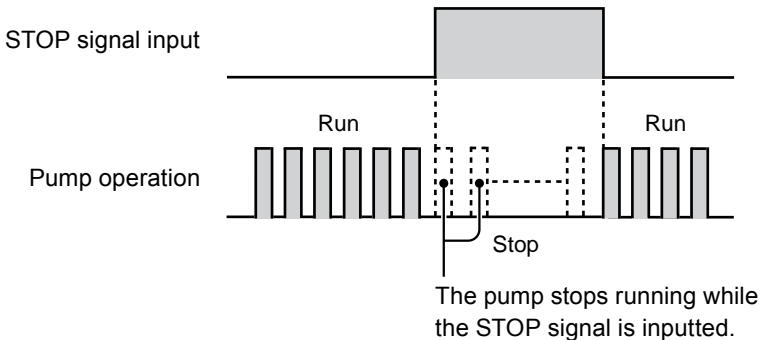 STOP signal input
Run
Run
Pump operation
Stop
The pump stops running while
the STOP signal is inputted.